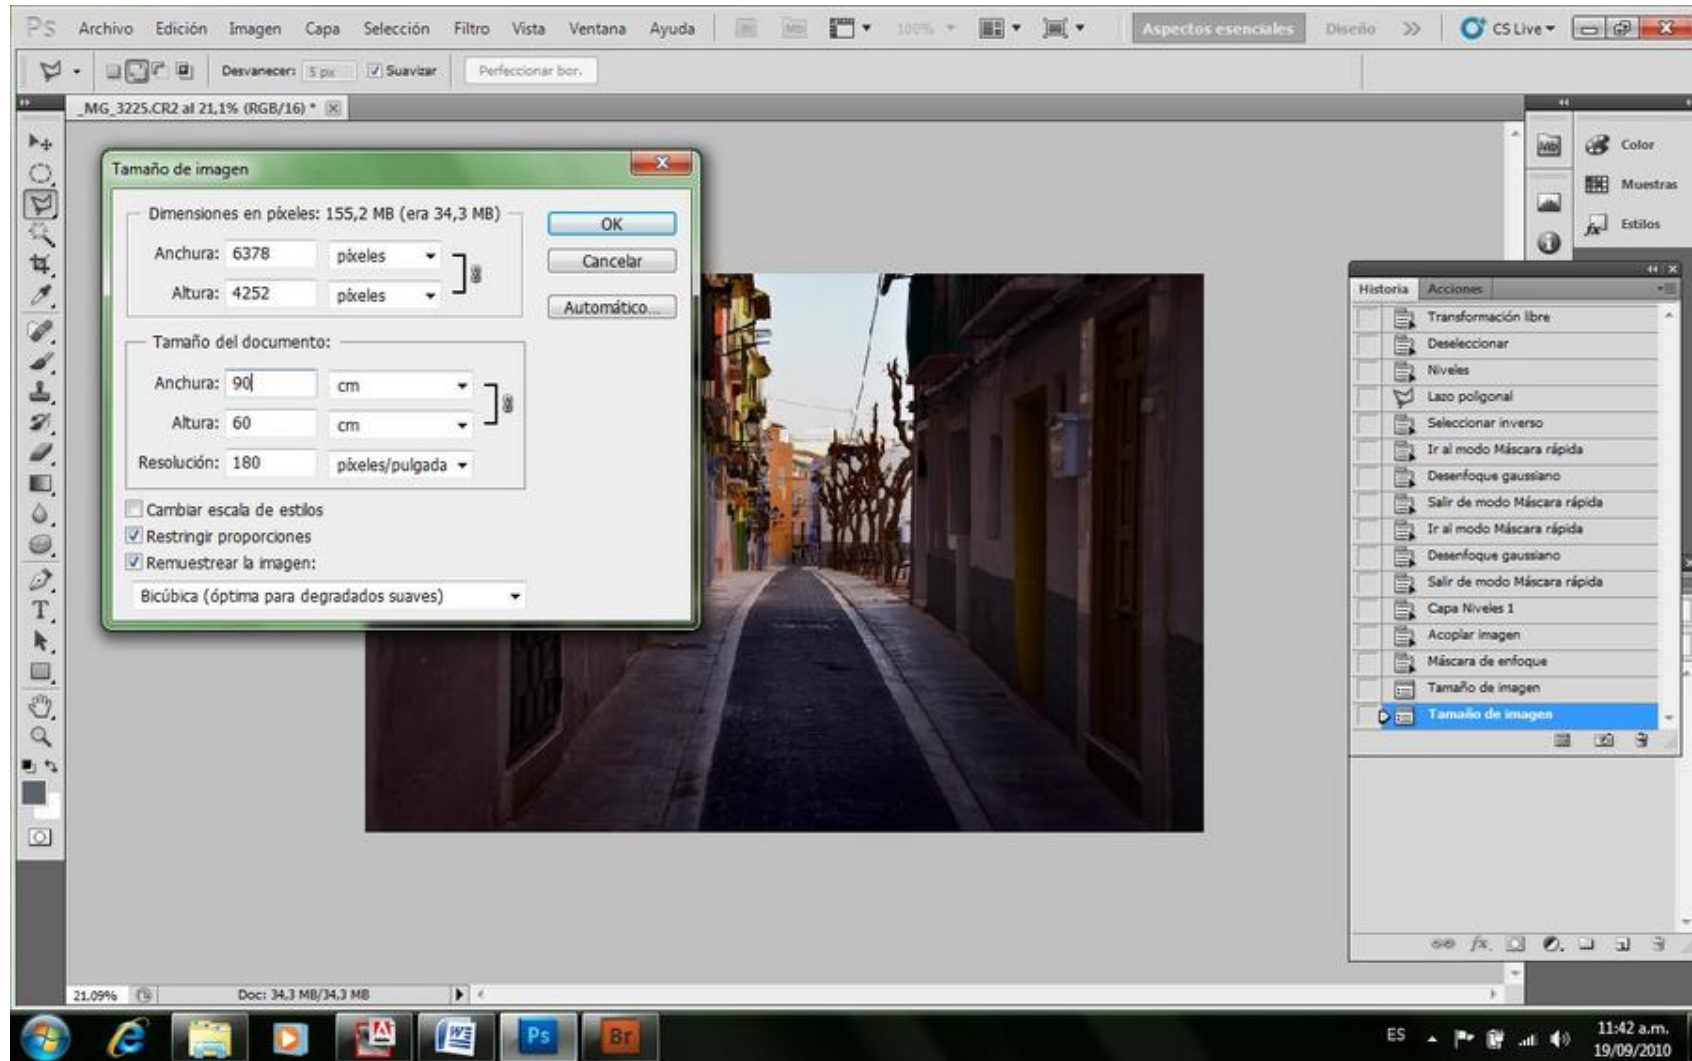 Ps Archivo Edición Imagen Capa Selección Filtro Vista Ventana Ayuda Br Mb 100% Aspectos esenciales Diseño >> CS Live
Desvanecer: 5 px Suavizar Perfeccionar bor.
_MG_3225.CR2 al 21,1% (RGB/16) *
Tamaño de imagen
Dimensiones en píxeles: 155,2 MB (era 34,3 MB)
Anchura: 6378 píxeles
Altura: 4252 píxeles
Tamaño del documento:
Anchura: 90 cm
Altura: 60 cm
Resolución: 180 píxeles/pulgada
Cambiar escala de estilos
Restringir proporciones
Remuestrear la imagen:
Bicúbica (óptima para degradados suaves)
OK
Cancelar
Automático...
Mb
Color
Muestras
Estilos
Historia Acciones
Transformación libre
Deseleccionar
Niveles
Lazo poligonal
Seleccionar inverso
Ir al modo Máscara rápida
Desenfoque gaussiano
Salir de modo Máscara rápida
Ir al modo Máscara rápida
Desenfoque gaussiano
Salir de modo Máscara rápida
Capa Niveles 1
Acoplar imagen
Máscara de enfoque
Tamaño de imagen
Tamaño de imagen
21,09% Doc: 34,3 MB/34,3 MB
Ps Br ES 11:42 a.m.
19/09/2010